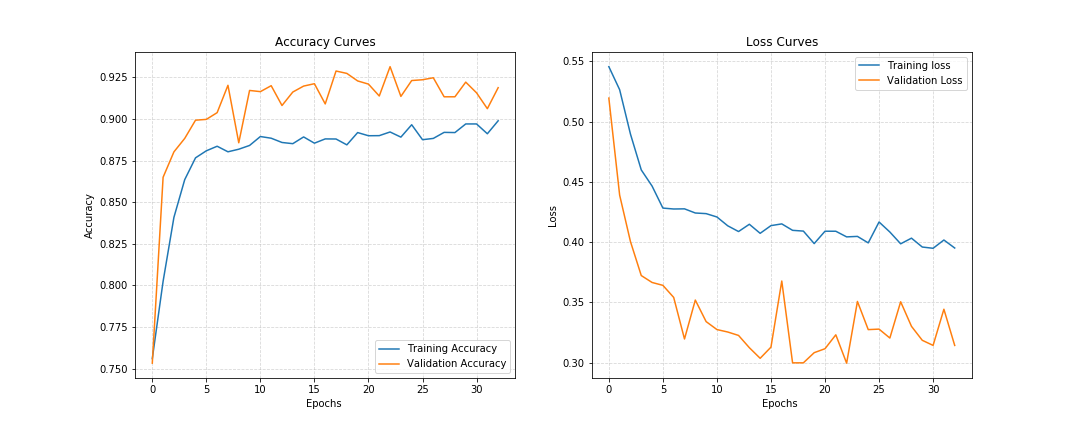 Accuracy Curves
Accuracy
0.925
0.900
0.875
0.850
0.825
0.800
0.775
0.750
Training Accuracy
Validation Accuracy
0 5 10 15 20 25 30
Epochs
Loss Curves
Loss
0.55
0.50
0.45
0.40
0.35
0.30
Training loss
Validation Loss
0 5 10 15 20 25 30
Epochs